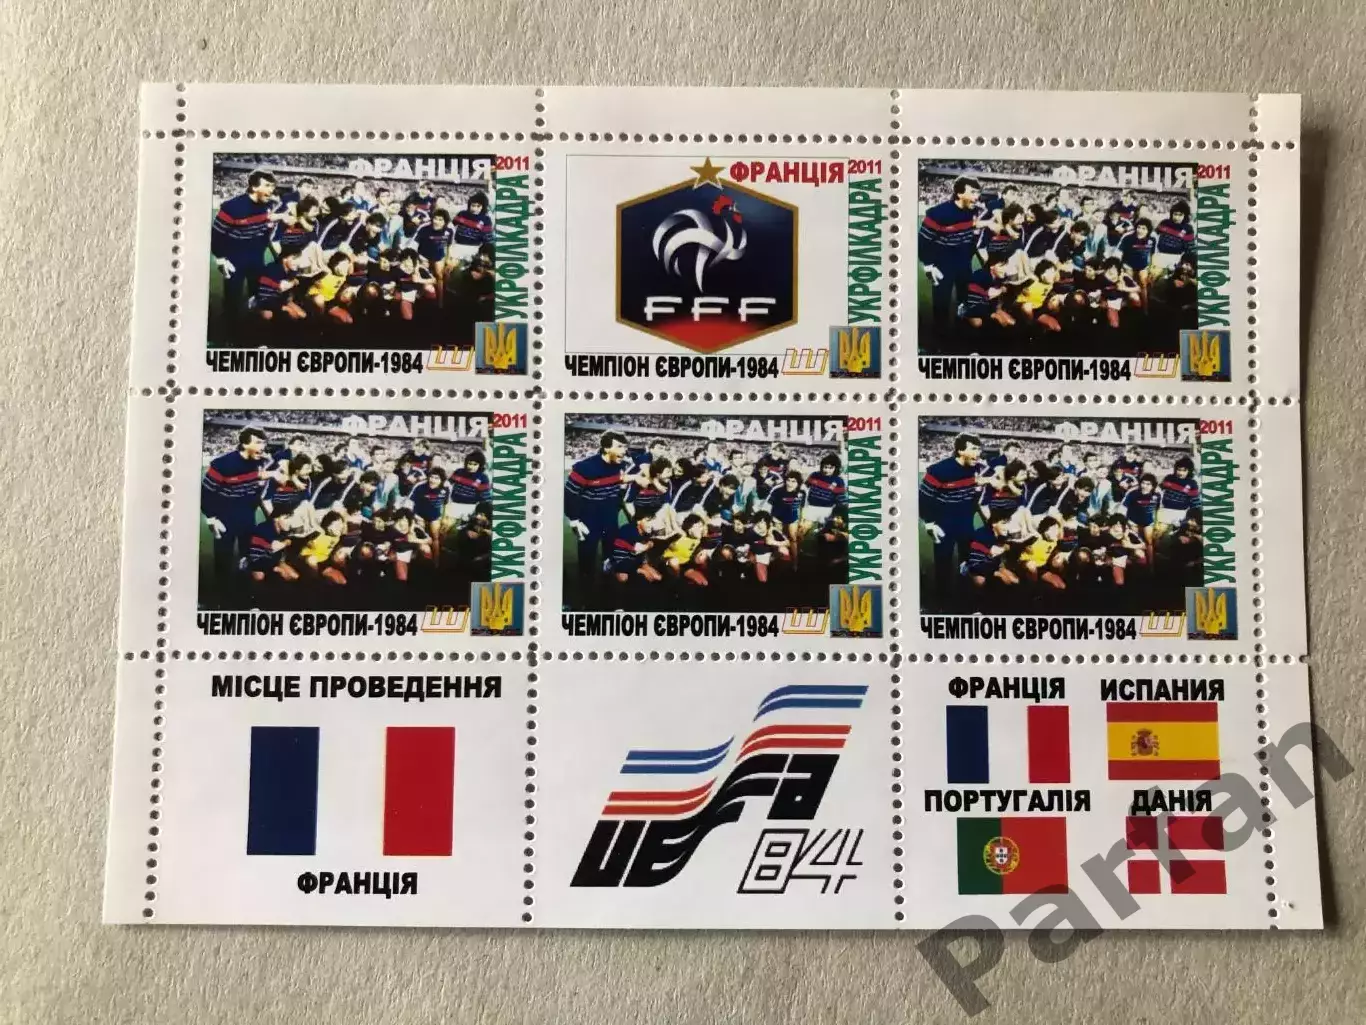 ФРАНЦІЯ 2011
УКРФІЛКАДРА
ЧЕМПІОН ЄВРОПИ-1984 Ш
ФРАНЦІЯ 2011
УКРФІЛКАДРА
FFF
ЧЕМПІОН ЄВРОПИ-1984 Ш
ФРАНЦІЯ 2011
УКРФІЛКАДРА
ЧЕМПІОН ЄВРОПИ-1984 Ш
ФРАНЦІЯ 2011
УКРФІЛКАДРА
ЧЕМПІОН ЄВРОПИ-1984 Ш
ФРАНЦІЯ 2011
УКРФІЛКАДРА
ЧЕМПІОН ЄВРОПИ-1984 Ш
ФРАНЦІЯ 2011
УКРФІЛКАДРА
ЧЕМПІОН ЄВРОПИ-1984 Ш
МІСЦЕ ПРОВЕДЕННЯ
ФРАНЦІЯ
UEFA
84
ФРАНЦІЯ ИСПАНИЯ
ПОРТУГАЛІЯ ДАНІЯ
Parfan